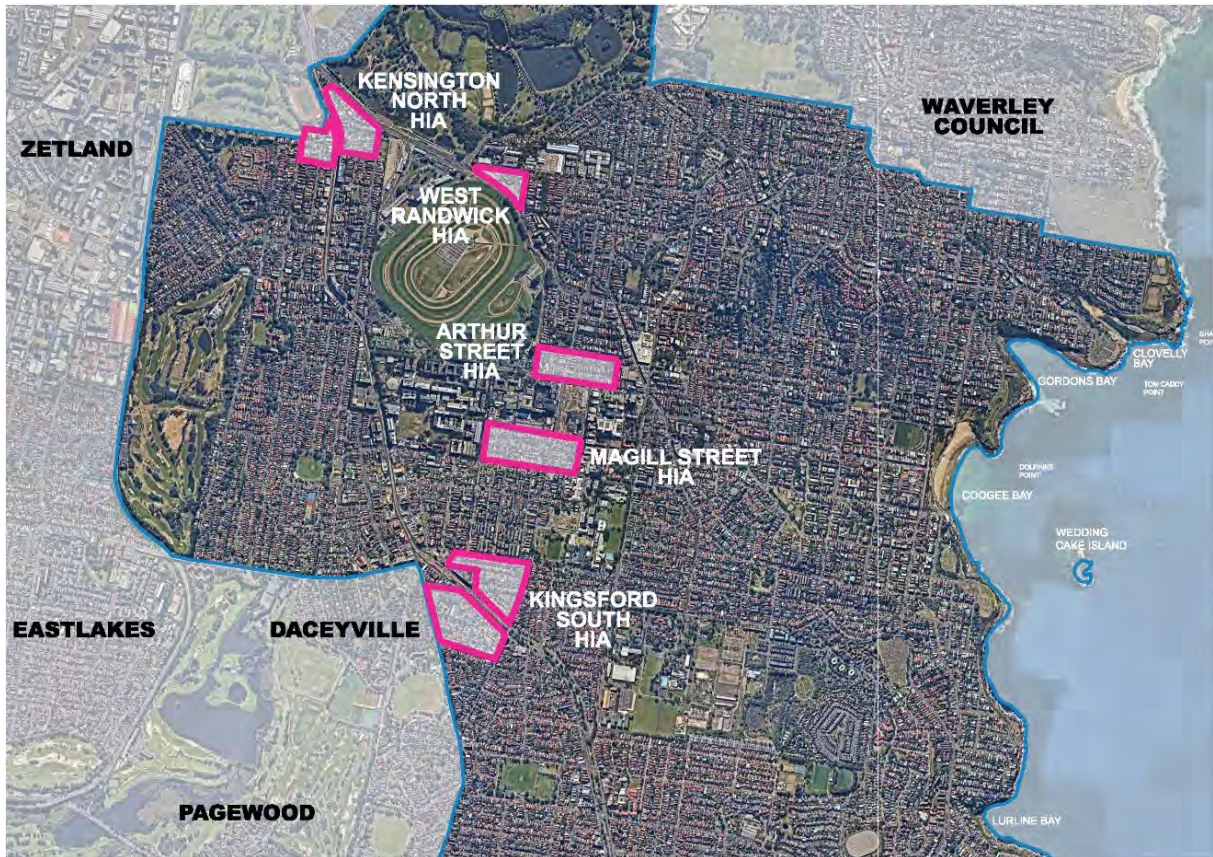 KENSINGTON
NORTH
HIA
WAVERLEY
COUNCIL
ZETLAND
WEST
RANDWICK
HIA
ARTHUR
STREET
HIA
CLOVELLY
BAY
GORDONS BAY
TOM CADDY
POINT
MAGILL STREET
HIA
DOLPHINS
POINT
COOGEE BAY
WEDDING
CAKE ISLAND
KINGSFORD
SOUTH
HIA
EASTLAKES
DACEYVILLE
PAGEWOOD
LURLINE BAY